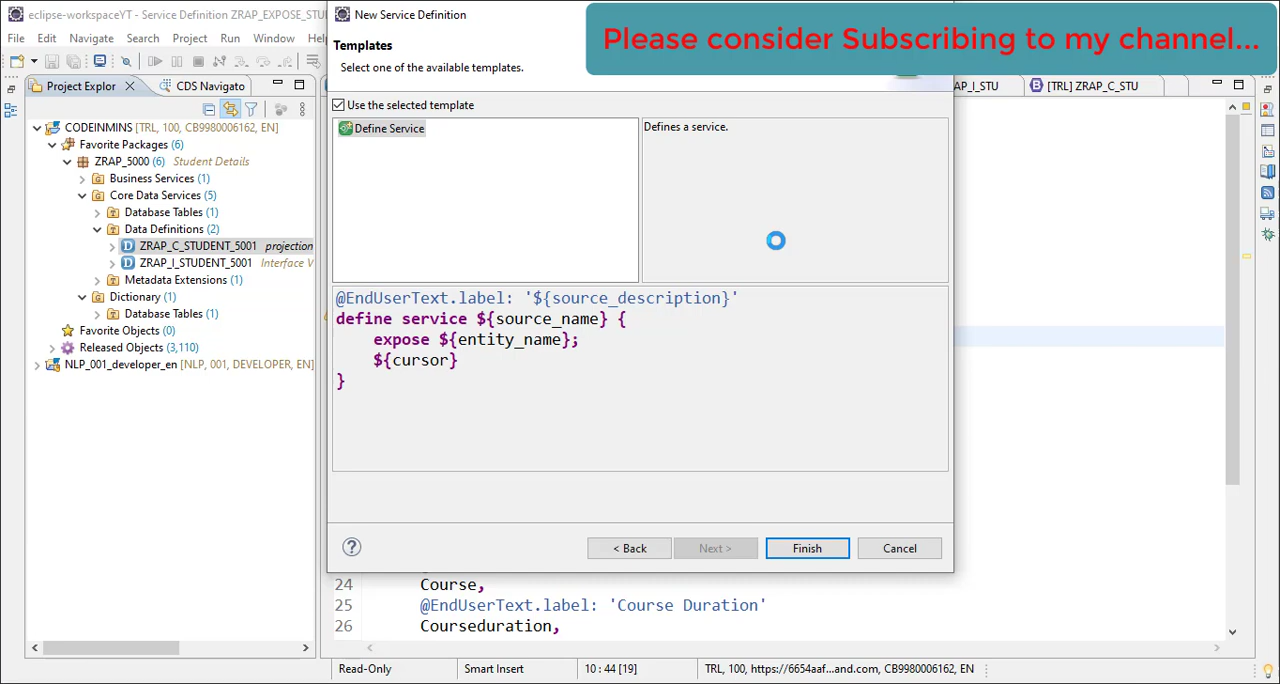 eclipse-workspaceYT - Service Definition ZRAP_EXPOSE_STU
New Service Definition
Please consider Subscribing to my channel...
File Edit Navigate Search Project Run Window Hel
Templates
Select one of the available templates.
Project Explor
CDS Navigato
AP_I_STU
[TRL] ZRAP_C_STU
Use the selected template
Define Service
Defines a service.
CODEINMINS [TRL, 100, CB9980006162, EN]
Favorite Packages (6)
ZRAP_5000 (6) Student Details
Business Services (1)
Core Data Services (5)
Database Tables (1)
Data Definitions (2)
ZRAP_C_STUDENT_5001 projection
ZRAP_I_STUDENT_5001 Interface V
Metadata Extensions (1)
Dictionary (1)
Database Tables (1)
Favorite Objects (0)
Released Objects (3,110)
NLP_001_developer_en [NLP, 001, DEVELOPER, EN]
@EndUserText.label: '${source_description}'
define service ${source_name} {
expose ${entity_name};
${cursor}
}
< Back
Next >
Finish
Cancel
24 Course,
25 @EndUserText.label: 'Course Duration'
26 Courseduration,
Read-Only
Smart Insert
10 : 44 [19]
TRL, 100, https://6654aaf...and.com, CB9980006162, EN